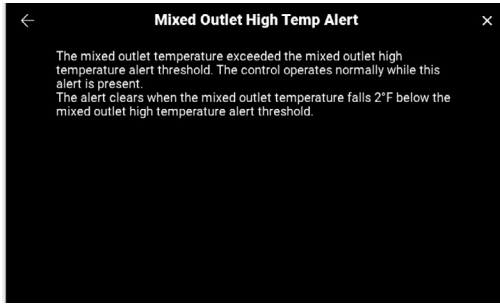 Mixed Outlet High Temp Alert
The mixed outlet temperature exceeded the mixed outlet high
temperature alert threshold. The control operates normally while this
alert is present.
The alert clears when the mixed outlet temperature falls 2°F below the
mixed outlet high temperature alert threshold.